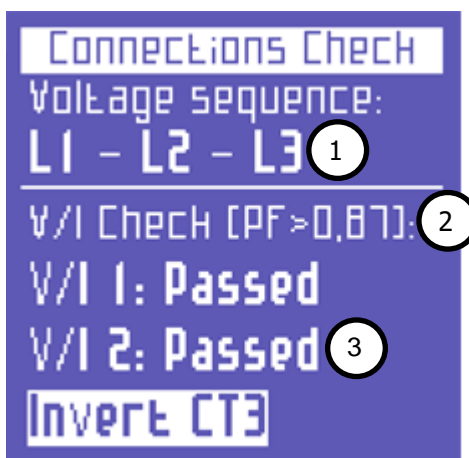 Connections Check
Voltage sequence:
L1 - L2 - L3 1
V/I Check [PF>0,87]: 2
V/I 1: Passed
V/I 2: Passed 3
Invert CT3